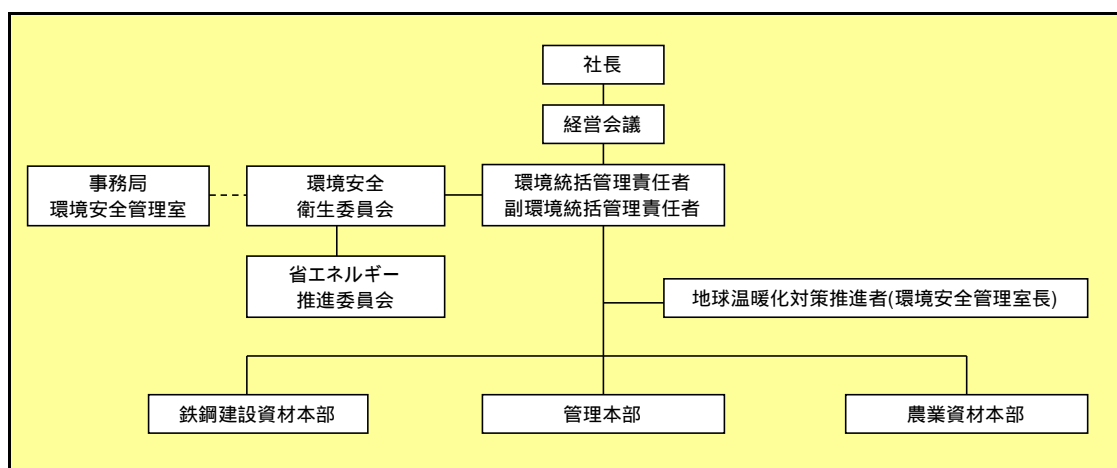 社長
経営会議
事務局
環境安全管理室
環境安全
衛生委員会
環境統括管理責任者
副環境統括管理責任者
省エネルギー
推進委員会
地球温暖化対策推進者(環境安全管理室長)
鉄鋼建設資材本部
管理本部
農業資材本部